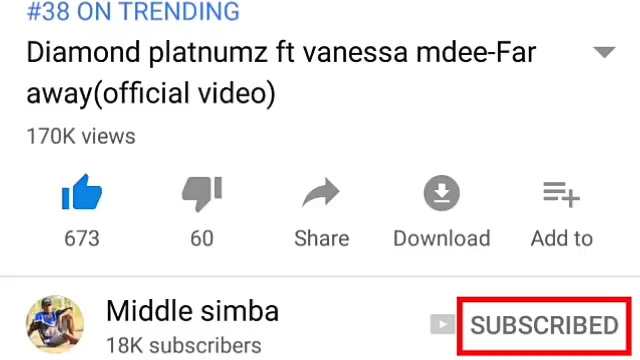 #38 ON TRENDING
Diamond platnumz ft vanessa mdee-Far
away(official video)
170K views
673 60 Share Download Add to
Middle simba
18K subscribers
SUBSCRIBED